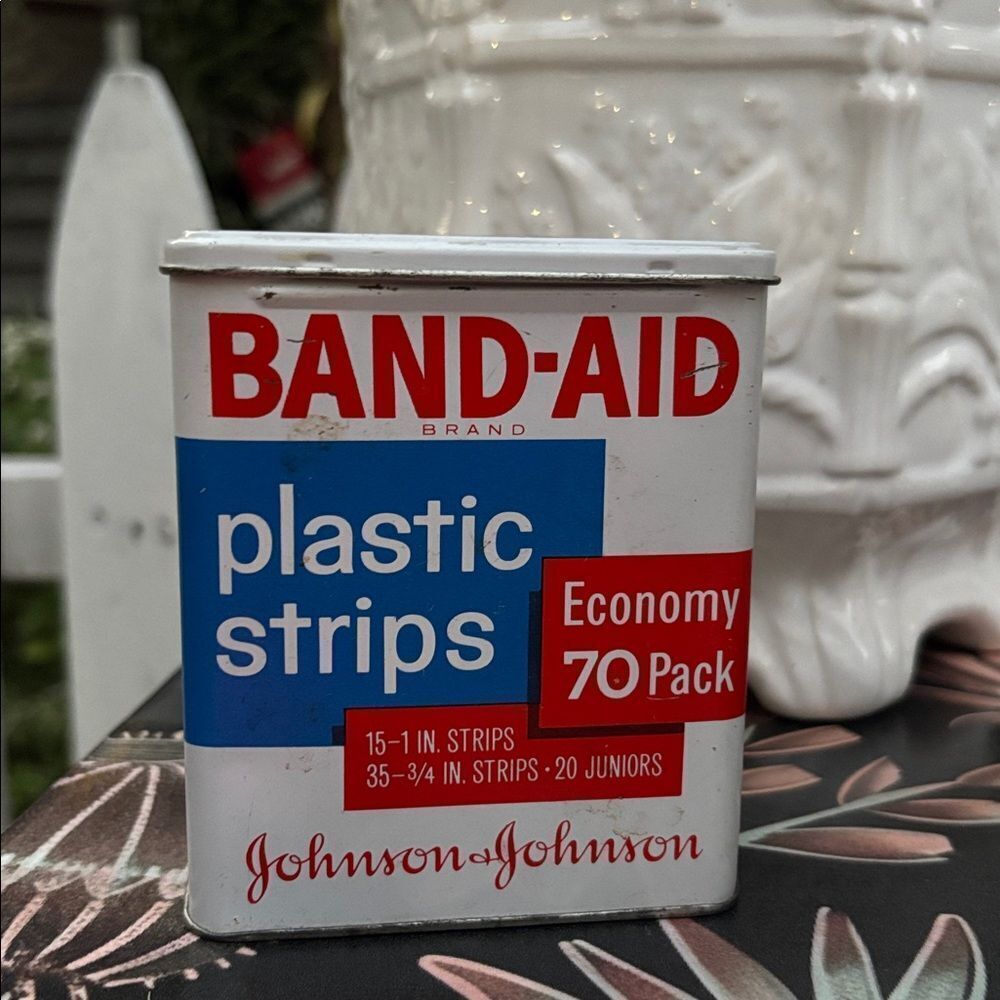 BAND-AID
BRAND
plastic
strips
Economy
70 Pack
15-1 IN. STRIPS
35-3/4 IN. STRIPS · 20 JUNIORS
Johnson & Johnson